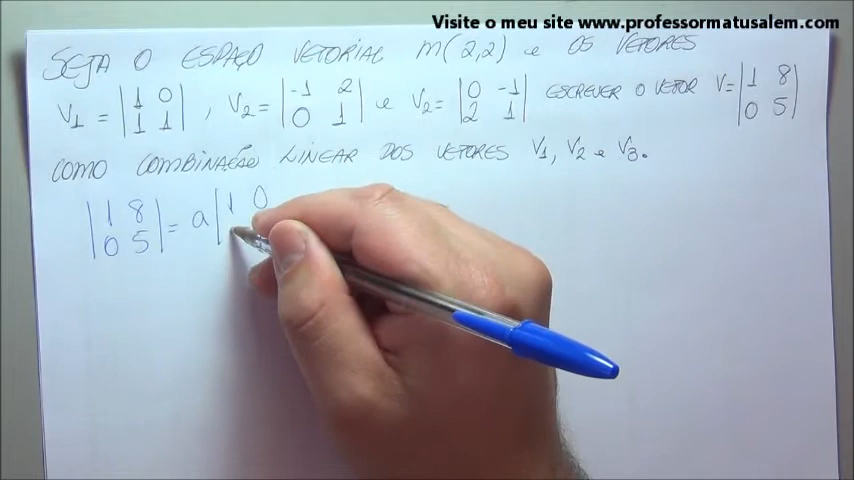 Visite o meu site www.professormatusalem.com
SEJA O ESPAÇO VETORIAL M(2,2) e OS VETORES
V₁ = |1 0| , V₂ = |-1 2| e V₂ = |0 -1| ESCREVER O VETOR V = |1 8|
|1 1| |0 1| |2 1| |0 5|
COMO COMBINAÇÃO LINEAR DOS VETORES V₁, V₂ e V₃.
|1 8| = a |1 0
|0 5|